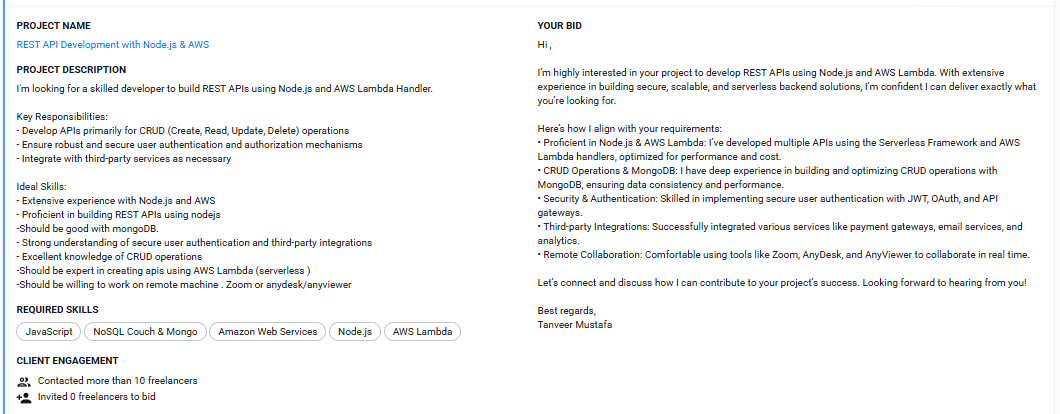 PROJECT NAME
REST API Development with Node.js & AWS
PROJECT DESCRIPTION
I'm looking for a skilled developer to build REST APIs using Node.js and AWS Lambda Handler.
Key Responsibilities:
- Develop APIs primarily for CRUD (Create, Read, Update, Delete) operations
- Ensure robust and secure user authentication and authorization mechanisms
- Integrate with third-party services as necessary
Ideal Skills:
- Extensive experience with Node.js and AWS
- Proficient in building REST APIs using nodejs
-Should be good with mongoDB.
- Strong understanding of secure user authentication and third-party integrations
- Excellent knowledge of CRUD operations
-Should be expert in creating apis using AWS Lambda (serverless )
-Should be willing to work on remote machine . Zoom or anydesk/anyviewer
REQUIRED SKILLS
JavaScript
NoSQL Couch & Mongo
Amazon Web Services
Node.js
AWS Lambda
CLIENT ENGAGEMENT
Contacted more than 10 freelancers
Invited 0 freelancers to bid
YOUR BID
Hi ,
I'm highly interested in your project to develop REST APIs using Node.js and AWS Lambda. With extensive
experience in building secure, scalable, and serverless backend solutions, I'm confident I can deliver exactly what
you're looking for.
Here's how I align with your requirements:
• Proficient in Node.js & AWS Lambda: I've developed multiple APIs using the Serverless Framework and AWS
Lambda handlers, optimized for performance and cost.
• CRUD Operations & MongoDB: I have deep experience in building and optimizing CRUD operations with
MongoDB, ensuring data consistency and performance.
• Security & Authentication: Skilled in implementing secure user authentication with JWT, OAuth, and API
gateways.
• Third-party Integrations: Successfully integrated various services like payment gateways, email services, and
analytics.
• Remote Collaboration: Comfortable using tools like Zoom, AnyDesk, and AnyViewer to collaborate in real time.
Let's connect and discuss how I can contribute to your project's success. Looking forward to hearing from you!
Best regards,
Tanveer Mustafa